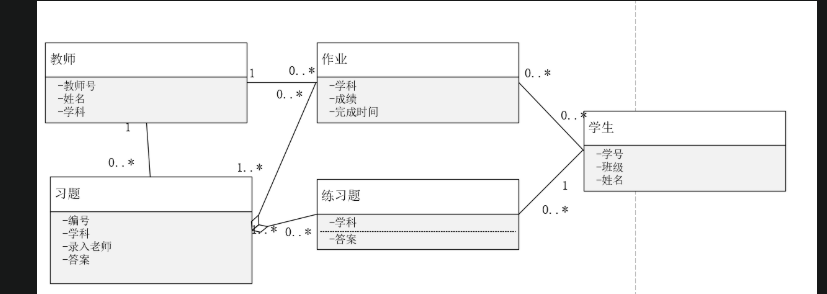 教师
-教师号
-姓名
-学科
1
0..*
0..*
作业
-学科
-成绩
-完成时间
0..*
0..*
学生
-学号
-班级
-姓名
1
0..*
1
0..*
1..*
习题
-编号
-学科
-录入老师
-答案
1..*
0..*
练习题
-学科
-答案